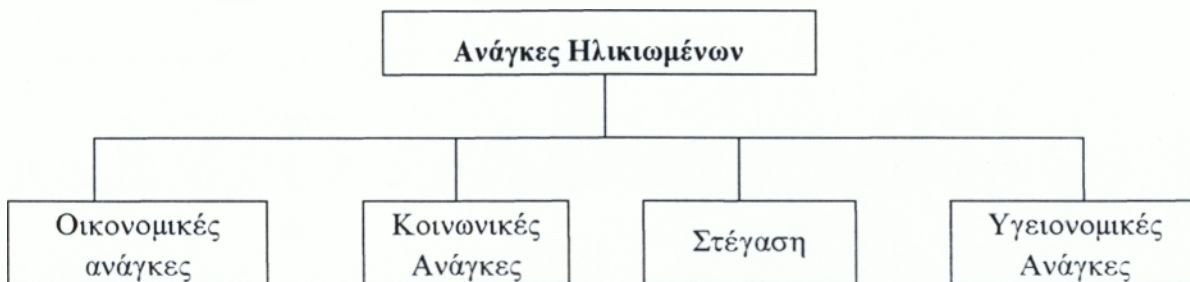 Ανάγκες Ηλικιωμένων
Οικονομικές
ανάγκες
Κοινωνικές
Ανάγκες
Στέγαση
Υγειονομικές
Ανάγκες